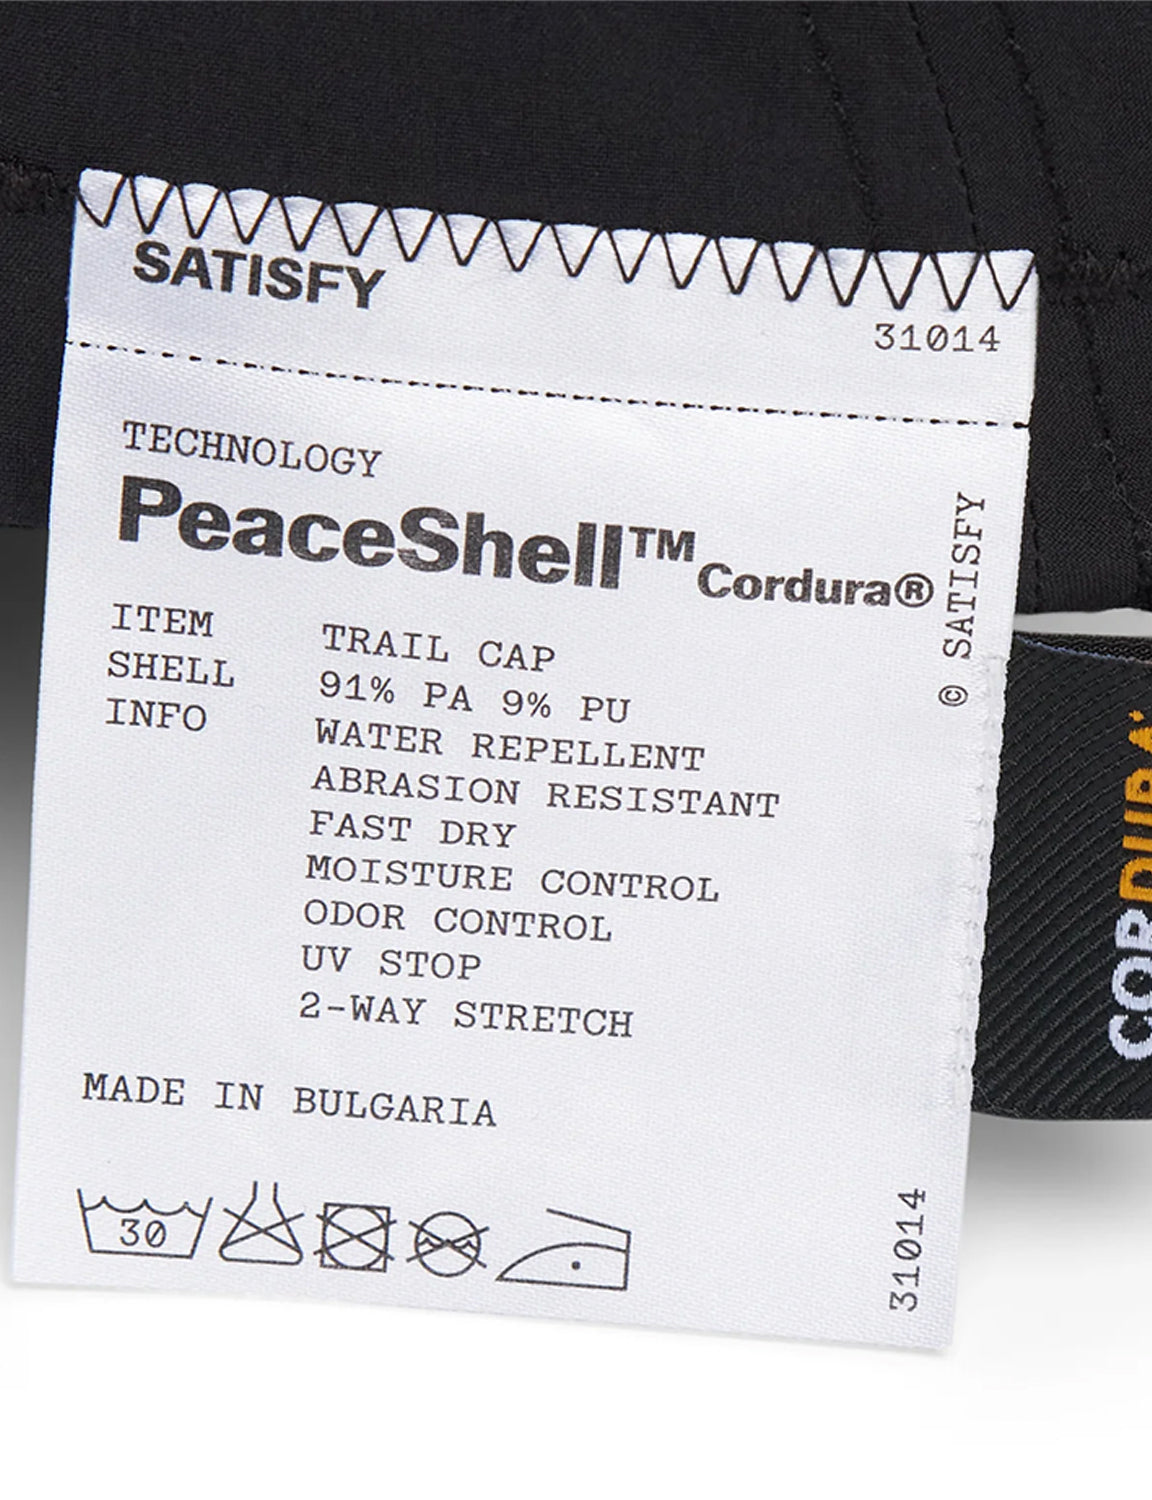 SATISFY
31014
TECHNOLOGY
PeaceShell™ Cordura®
© SATISFY
ITEM TRAIL CAP
SHELL 91% PA 9% PU
INFO WATER REPELLENT
ABRASION RESISTANT
FAST DRY
MOISTURE CONTROL
ODOR CONTROL
UV STOP
2-WAY STRETCH
MADE IN BULGARIA
30
31014
CORDURA